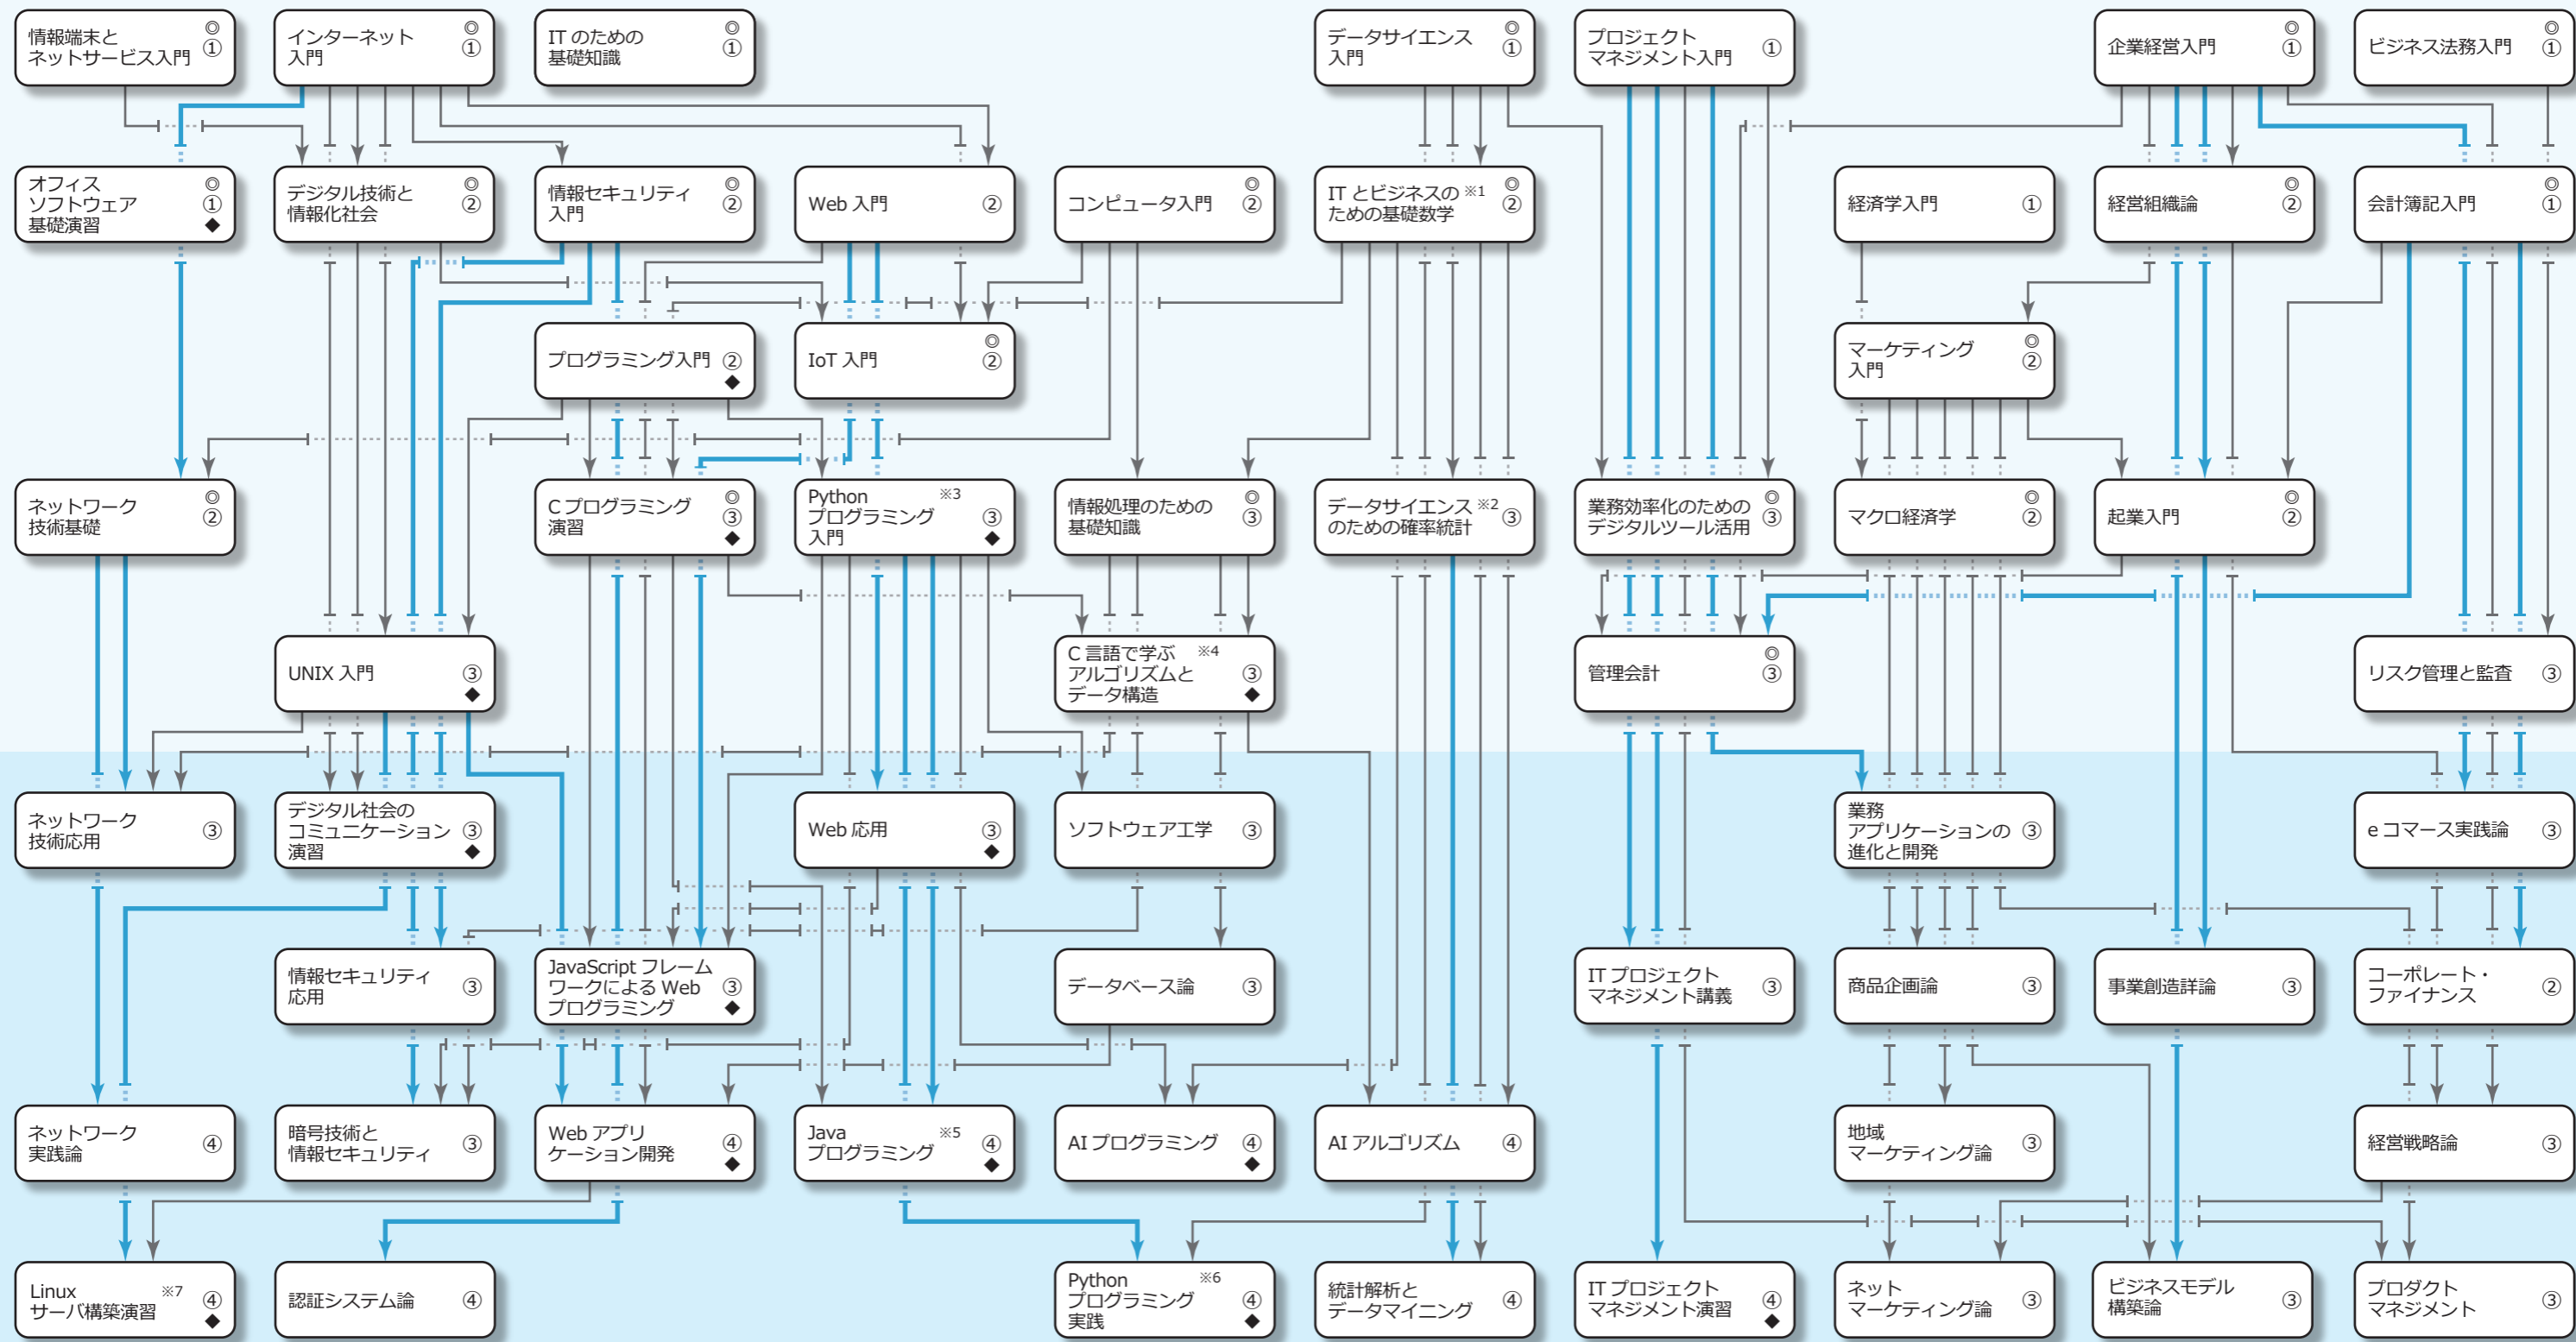 情報端末と
ネットサービス入門
◎
①
インターネット
入門
◎
①
IT のための
基礎知識
◎
①
データサイエンス
入門
◎
①
プロジェクト
マネジメント入門
①
企業経営入門
◎
①
ビジネス法務入門
◎
①
オフィス
ソフトウェア
基礎演習
◎
①
◆
デジタル技術と
情報化社会
◎
②
情報セキュリティ
入門
◎
②
Web 入門
②
コンピュータ入門
◎
②
IT とビジネスの ※1
ための基礎数学
◎
②
経済学入門
①
経営組織論
◎
②
会計簿記入門
◎
①
プログラミング入門
②
◆
IoT 入門
◎
②
マーケティング
入門
◎
②
ネットワーク
技術基礎
◎
②
C プログラミング
演習
◎
③
◆
Python ※3
プログラミング
入門
③
◆
情報処理のための
基礎知識
◎
③
データサイエンス ※2
のための確率統計
③
業務効率化のための
デジタルツール活用
◎
③
マクロ経済学
◎
②
起業入門
◎
②
UNIX 入門
③
◆
C 言語で学ぶ ※4
アルゴリズムと
データ構造
③
◆
管理会計
◎
③
リスク管理と監査
③
ネットワーク
技術応用
③
デジタル社会の
コミュニケーション
演習
③
◆
Web 応用
③
◆
ソフトウェア工学
③
業務
アプリケーションの
進化と開発
③
e コマース実践論
③
情報セキュリティ
応用
③
JavaScript フレーム
ワークによる Web
プログラミング
③
◆
データベース論
③
IT プロジェクト
マネジメント講義
③
商品企画論
③
事業創造詳論
③
コーポレート・
ファイナンス
②
ネットワーク
実践論
④
暗号技術と
情報セキュリティ
③
Web アプリ
ケーション開発
④
◆
Java ※5
プログラミング
④
◆
AI プログラミング
④
◆
AI アルゴリズム
④
地域
マーケティング論
③
経営戦略論
③
Linux ※7
サーバ構築演習
④
◆
認証システム論
④
Python ※6
プログラミング
実践
④
◆
統計解析と
データマイニング
④
IT プロジェクト
マネジメント演習
④
◆
ネット
マーケティング論
③
ビジネスモデル
構築論
③
プロダクト
マネジメント
③